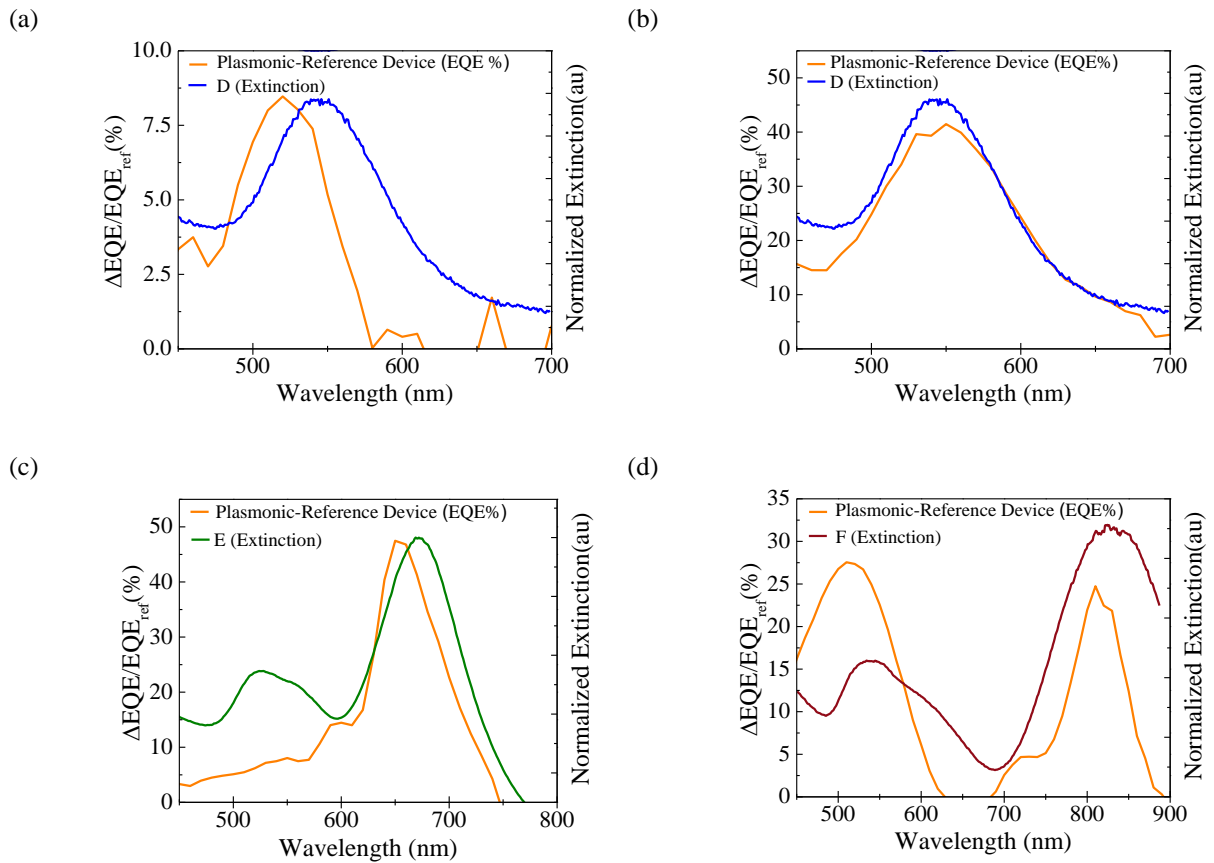 (a)
10.0
7.5
5.0
2.5
0.0
500
600
700
Plasmonic-Reference Device (EQE %)
D (Extinction)
ΔEQE/EQEref(%)
Normalized Extinction(au)
Wavelength (nm)
(b)
55
50
40
30
20
10
0
500
600
700
Plasmonic-Reference Device (EQE%)
D (Extinction)
ΔEQE/EQEref(%)
Normalized Extinction(au)
Wavelength (nm)
(c)
50
40
30
20
10
0
500
600
700
800
Plasmonic-Reference Device (EQE%)
E (Extinction)
ΔEQE/EQEref(%)
Normalized Extinction(au)
Wavelength (nm)
(d)
35
30
25
20
15
10
5
0
500
600
700
800
900
Plasmonic-Reference Device (EQE%)
F (Extinction)
ΔEQE/EQEref(%)
Normalized Extinction(au)
Wavelength (nm)